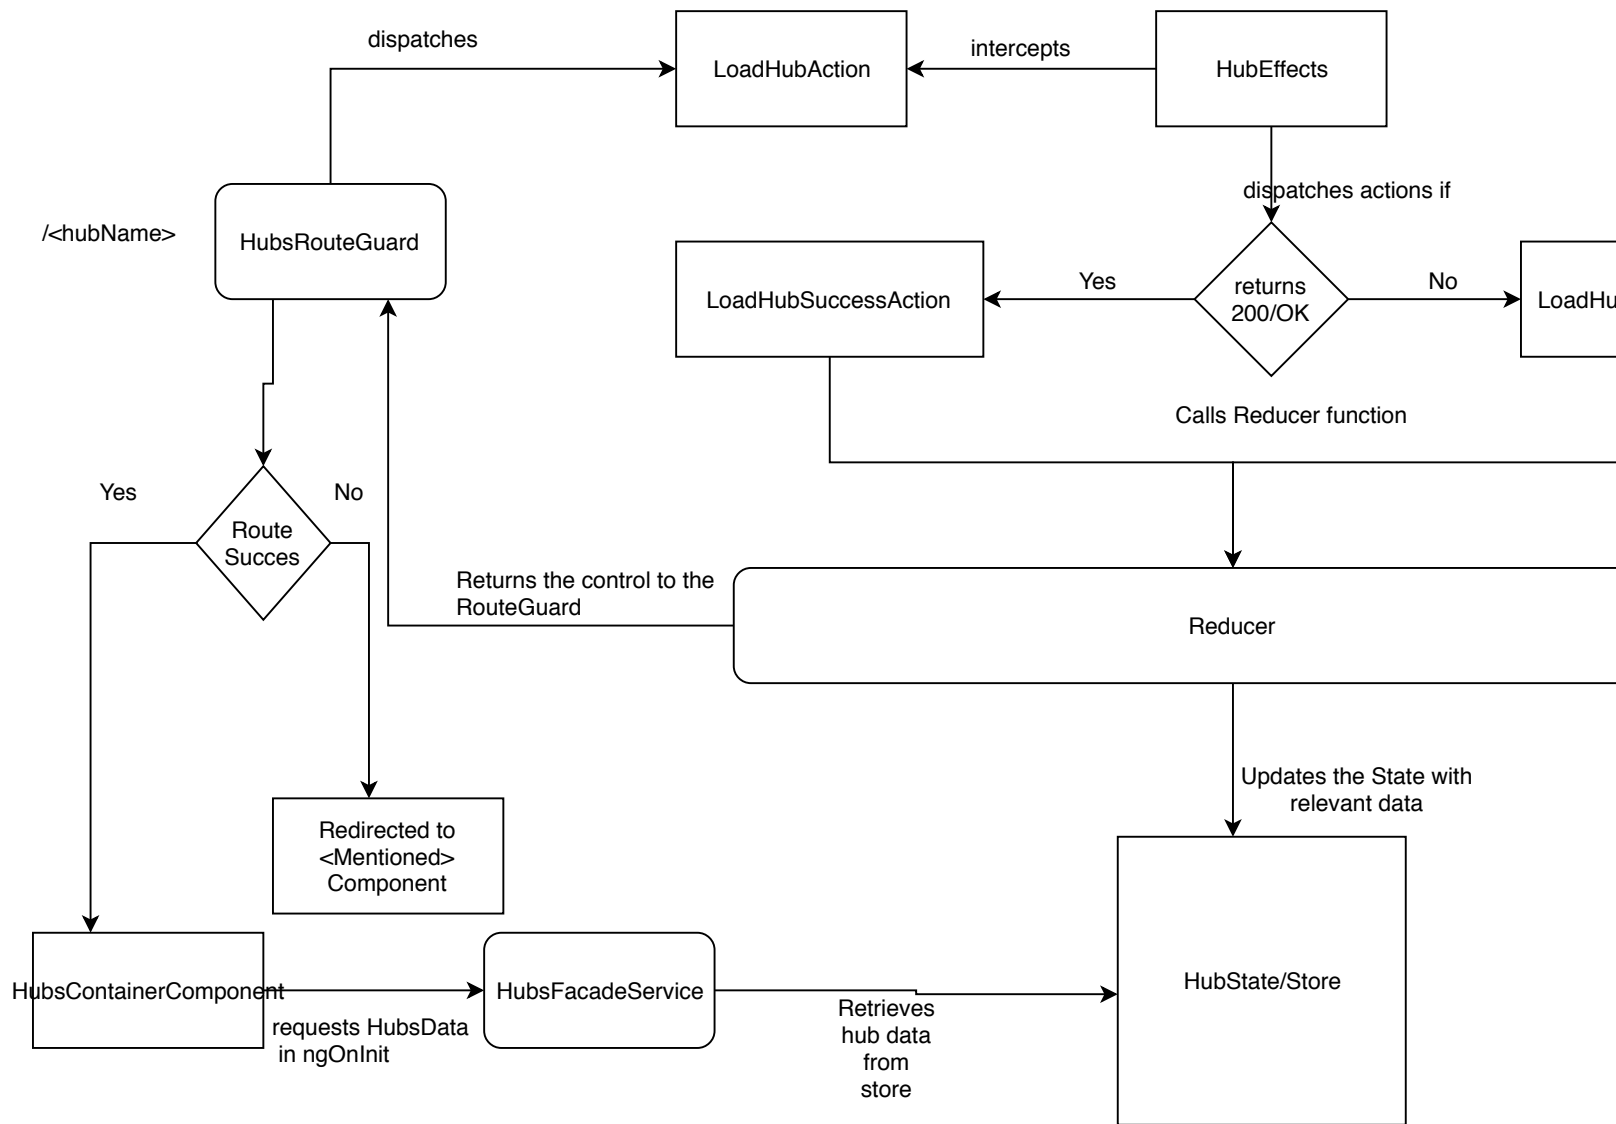 dispatches
LoadHubAction
intercepts
HubEffects
dispatches actions if
/<hubName>
HubsRouteGuard
LoadHubSuccessAction
Yes
returns
200/OK
No
LoadHu
Calls Reducer function
Yes
No
Route
Succes
Returns the control to the
RouteGuard
Reducer
Updates the State with
relevant data
Redirected to
<Mentioned>
Component
HubsContainerComponent
requests HubsData
in ngOnInit
HubsFacadeService
Retrieves
hub data
from
store
HubState/Store